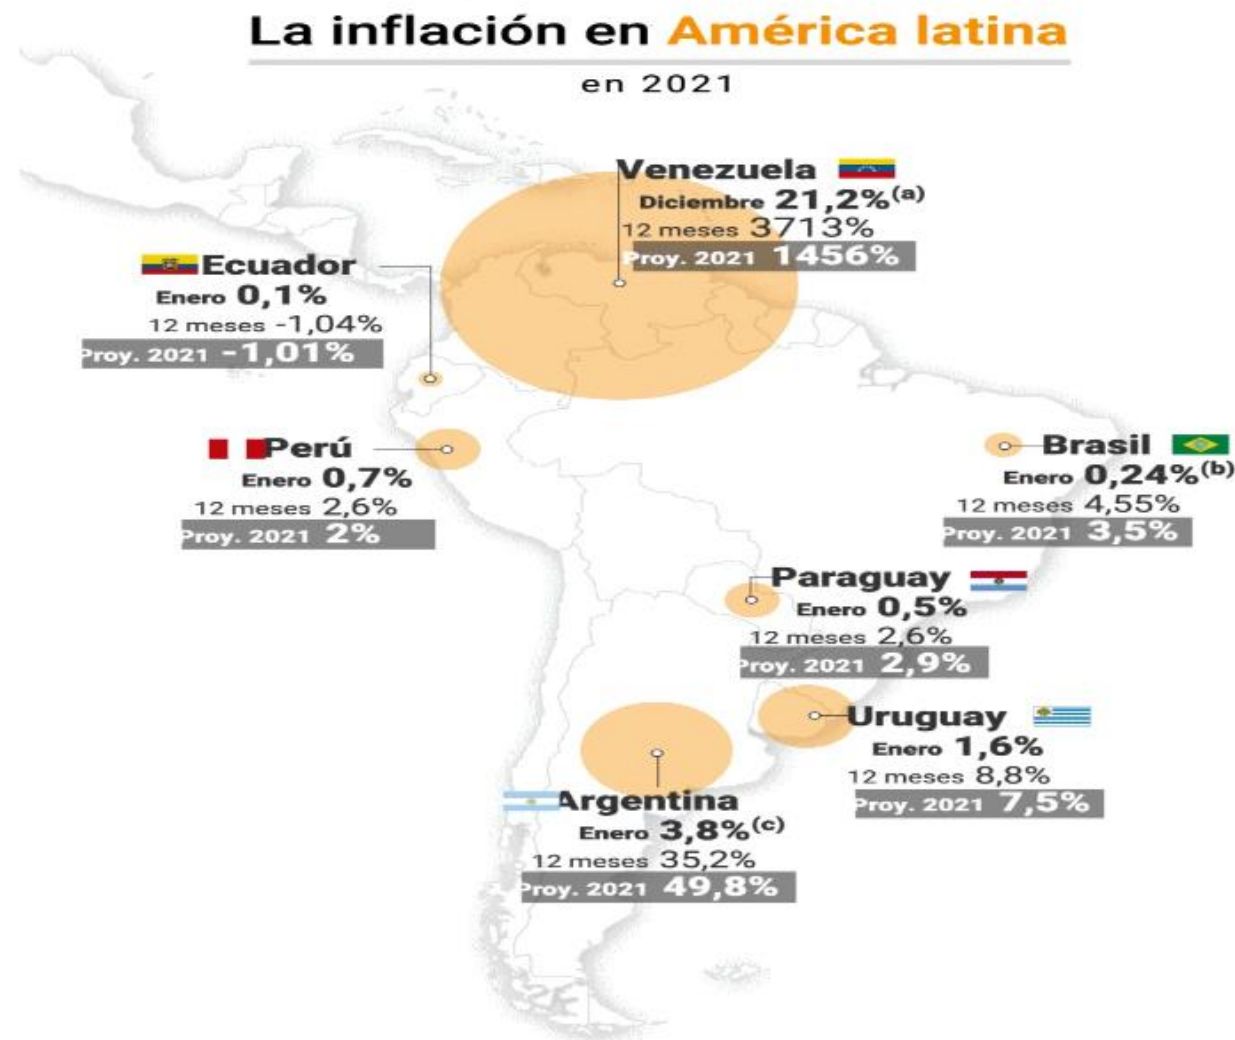 La inflación en América latina
en 2021
Venezuela
Diciembre 21,2%(a)
12 meses 3713%
Proy. 2021 1456%
Ecuador
Enero 0,1%
12 meses -1,04%
Proy. 2021 -1,01%
Perú
Enero 0,7%
12 meses 2,6%
Proy. 2021 2%
Brasil
Enero 0,24%(b)
12 meses 4,55%
Proy. 2021 3,5%
Paraguay
Enero 0,5%
12 meses 2,6%
Proy. 2021 2,9%
Uruguay
Enero 1,6%
12 meses 8,8%
Proy. 2021 7,5%
Argentina
Enero 3,8%(c)
12 meses 35,2%
Proy. 2021 49,8%